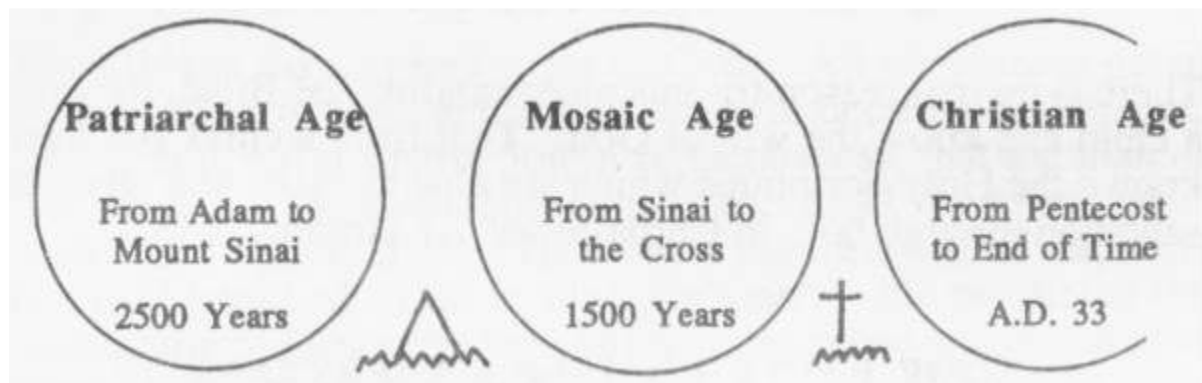 Patriarchal Age
From Adam to
Mount Sinai
2500 Years
Mosaic Age
From Sinai to
the Cross
1500 Years
Christian Age
From Pentecost
to End of Time
A.D. 33